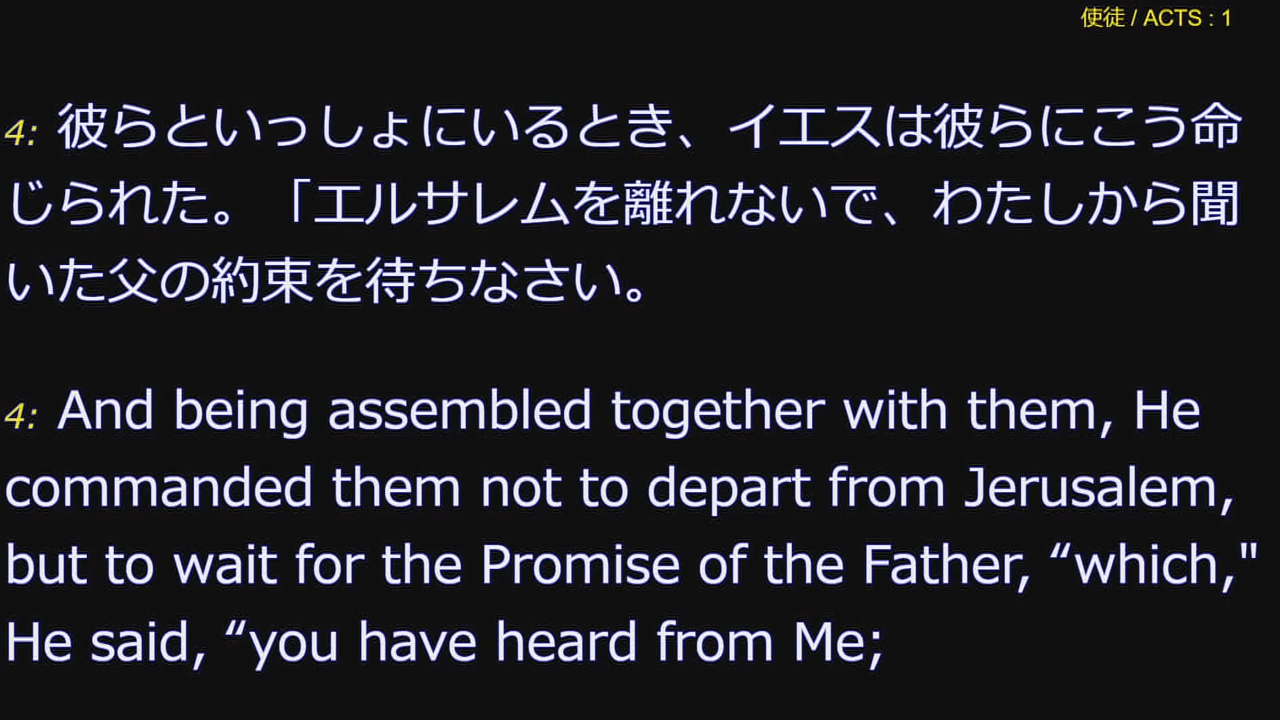 使徒 / ACTS : 1
4: 彼らといっしょにいるとき、イエスは彼らにこう命
じられた。「エルサレムを離れないで、わたしから聞
いた父の約束を待ちなさい。
4: And being assembled together with them, He
commanded them not to depart from Jerusalem,
but to wait for the Promise of the Father, “which,"
He said, “you have heard from Me;